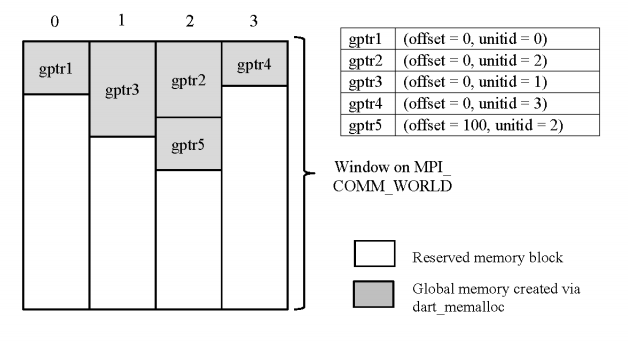 0 1 2 3
gptr1
gptr3
gptr2
gptr4
gptr5
gptr1 (offset = 0, unitid = 0)
gptr2 (offset = 0, unitid = 2)
gptr3 (offset = 0, unitid = 1)
gptr4 (offset = 0, unitid = 3)
gptr5 (offset = 100, unitid = 2)
Window on MPI_
COMM_WORLD
Reserved memory block
Global memory created via
dart_memalloc